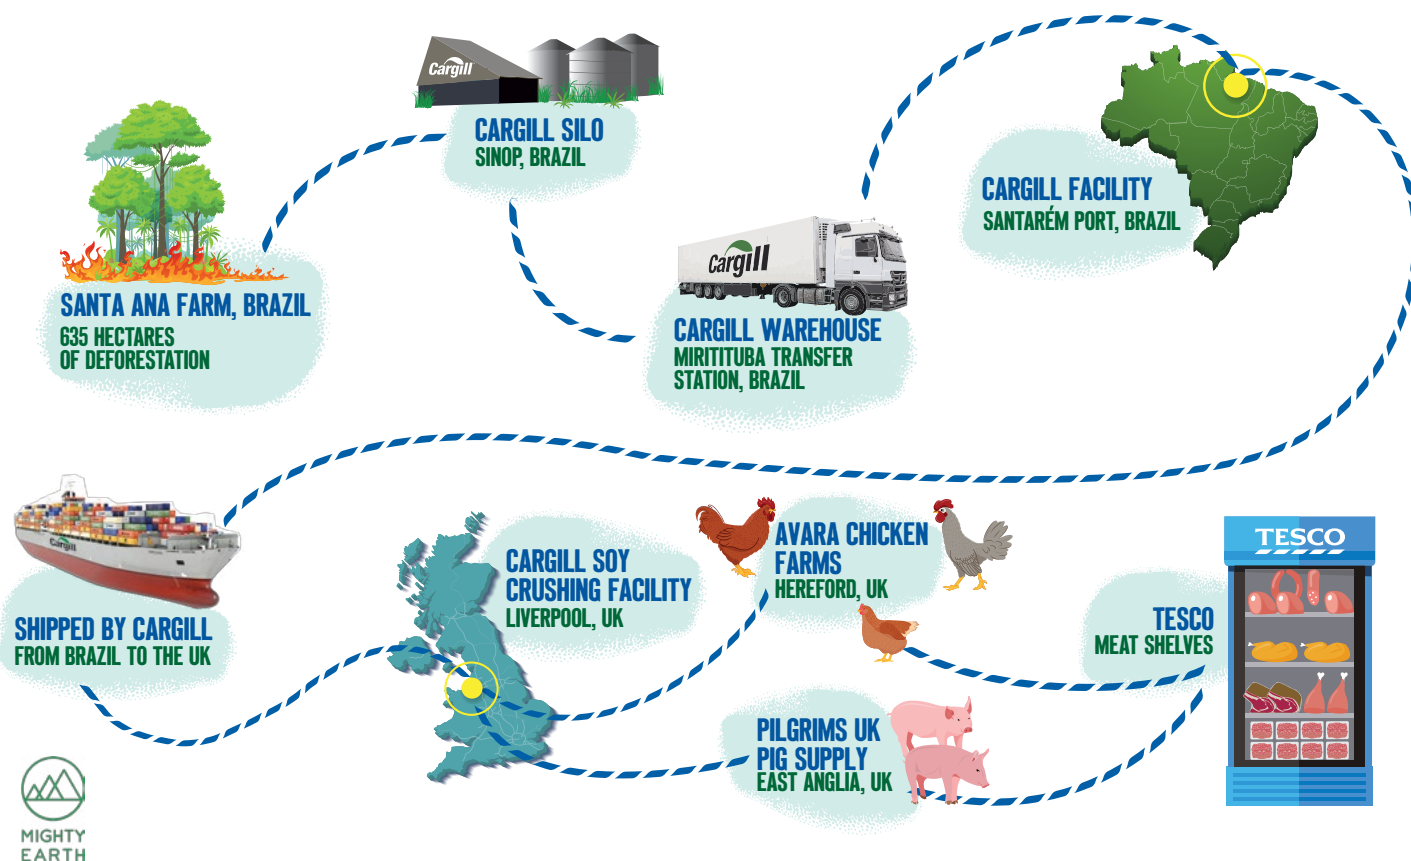 Cargill
CARGILL SILO
SINOP, BRAZIL
SANTA ANA FARM, BRAZIL
635 HECTARES
OF DEFORESTATION
Cargill
CARGILL WAREHOUSE
MIRITITUBA TRANSFER
STATION, BRAZIL
CARGILL FACILITY
SANTARÉM PORT, BRAZIL
Cargill
SHIPPED BY CARGILL
FROM BRAZIL TO THE UK
CARGILL SOY
CRUSHING FACILITY
LIVERPOOL, UK
AVARA CHICKEN
FARMS
HEREFORD, UK
PILGRIMS UK
PIG SUPPLY
EAST ANGLIA, UK
TESCO
MEAT SHELVES
TESCO
MIGHTY
EARTH